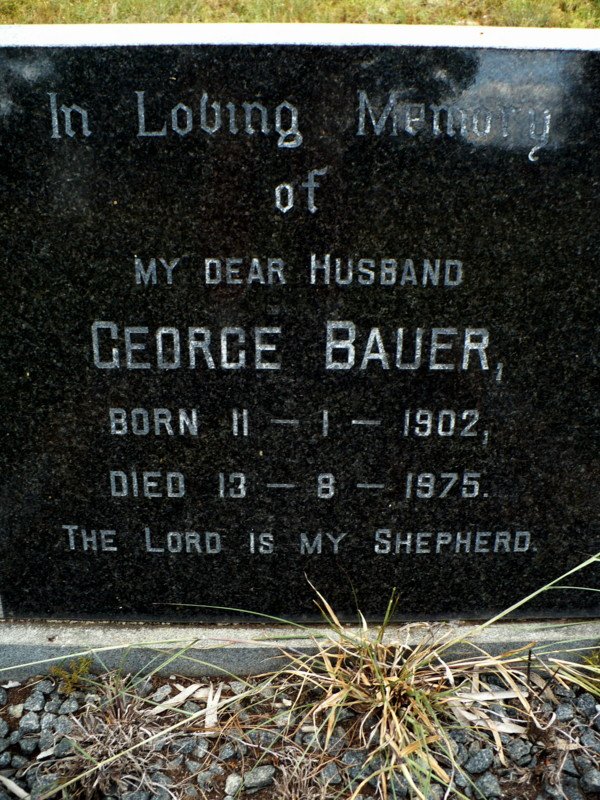 In Loving Memory
of
MY DEAR HUSBAND
GEORGE BAUER,
BORN 11 – 1 – 1902,
DIED 13 – 8 – 1975.
THE LORD IS MY SHEPHERD.